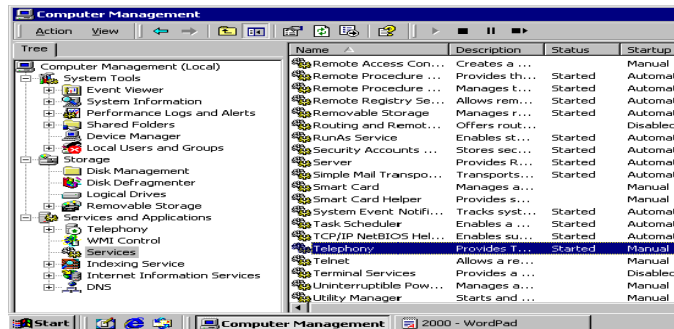 Computer Management
Action View
Tree
Name Description Status Startup
Computer Management (Local)
System Tools
Event Viewer
System Information
Performance Logs and Alerts
Shared Folders
Device Manager
Local Users and Groups
Storage
Disk Management
Disk Defragmenter
Logical Drives
Removable Storage
Services and Applications
Telephony
WMI Control
Services
Indexing Service
Internet Information Services
DNS
Remote Access Con... Creates a ... Manual
Remote Procedure ... Provides th... Started Automat
Remote Procedure ... Manages t... Manual
Remote Registry Se... Allows rem... Started Automat
Removable Storage Manages r... Started Automat
Routing and Remot... Offers rout... Disabled
RunAs Service Enables st... Started Automat
Security Accounts ... Stores sec... Started Automat
Server Provides R... Started Automat
Simple Mail Transpo... Transports... Started Automat
Smart Card Manages a... Manual
Smart Card Helper Provides s... Manual
System Event Notifi... Tracks syst... Started Automat
Task Scheduler Enables a ... Started Automat
TCP/IP NetBIOS Hel... Enables su... Started Automat
Telephony Provides T... Started Manual
Telnet Allows a re... Manual
Terminal Services Provides a ... Disabled
Uninterruptible Pow... Manages a... Manual
Utility Manager Starts and ... Manual
Start Computer Management 2000 - WordPad